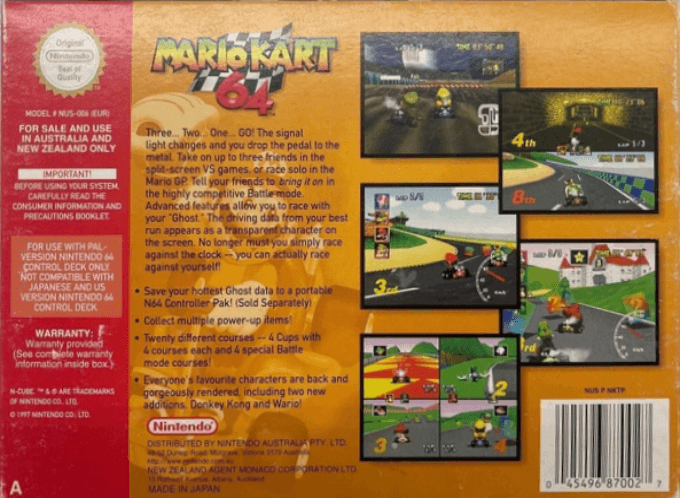 Original
Nintendo
Seal of
Quality
MODEL # NUS-006 (EUR)
FOR SALE AND USE
IN AUSTRALIA AND
NEW ZEALAND ONLY
IMPORTANT!
BEFORE USING YOUR SYSTEM,
CAREFULLY READ THE
CONSUMER INFORMATION AND
PRECAUTIONS BOOKLET.
FOR USE WITH PAL-
VERSION NINTENDO 64
CONTROL DECK ONLY.
NOT COMPATIBLE WITH
JAPANESE AND US
VERSION NINTENDO 64
CONTROL DECK
WARRANTY:
Warranty provided
(See complete warranty
information inside box.)
N-CUBE, ™ & ® ARE TRADEMARKS
OF NINTENDO CO., LTD.
© 1997 NINTENDO CO., LTD.
A
MARIO KART
64
Three... Two... One... GO! The signal
light changes and you drop the pedal to the
metal. Take on up to three friends in the
split-screen VS games, or race solo in the
Mario GP. Tell your friends to bring it on in
the highly competitive Battle mode.
Advanced features allow you to race with
your "Ghost." The driving data from your best
run appears as a transparent character on
the screen. No longer must you simply race
against the clock -- you can actually race
against yourself!
• Save your hottest Ghost data to a portable
N64 Controller Pak! (Sold Separately)
• Collect multiple power-up items!
• Twenty different courses -- 4 Cups with
4 courses each and 4 special Battle
mode courses!
• Everyone's favourite characters are back and
gorgeously rendered, including two new
additions, Donkey Kong and Wario!
Nintendo
DISTRIBUTED BY NINTENDO AUSTRALIA PTY. LTD.
NEW ZEALAND AGENT MONACO CORPORATION LTD
MADE IN JAPAN
TIME
4th
LAP 1/3
8th
3rd
rd
2
3
4
NUS P NKTP
0 45496 87002 7